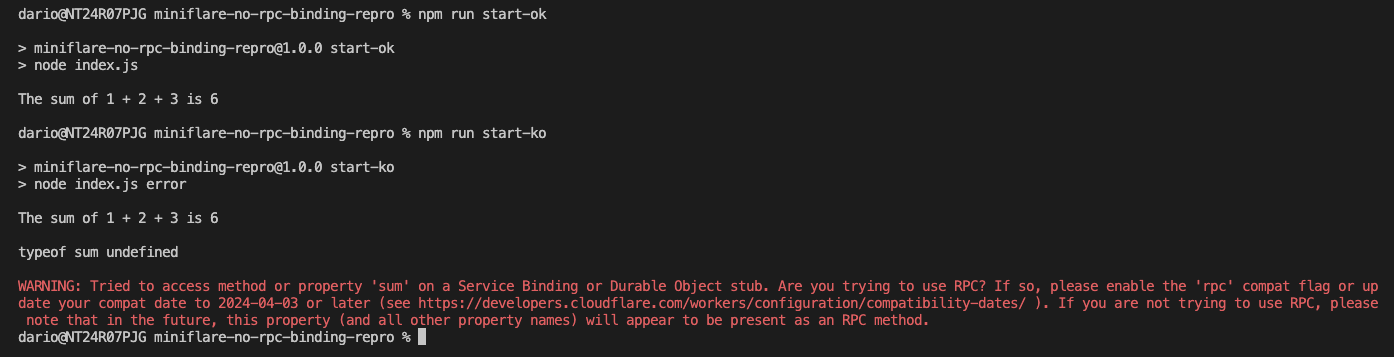 dario@NT24R07PJG miniflare-no-rpc-binding-repro % npm run start-ok
> miniflare-no-rpc-binding-repro@1.0.0 start-ok
> node index.js
The sum of 1 + 2 + 3 is 6
dario@NT24R07PJG miniflare-no-rpc-binding-repro % npm run start-ko
> miniflare-no-rpc-binding-repro@1.0.0 start-ko
> node index.js error
The sum of 1 + 2 + 3 is 6
typeof sum undefined
WARNING: Tried to access method or property 'sum' on a Service Binding or Durable Object stub. Are you trying to use RPC? If so, please enable the 'rpc' compat flag or up
date your compat date to 2024-04-03 or later (see https://developers.cloudflare.com/workers/configuration/compatibility-dates/ ). If you are not trying to use RPC, please
 note that in the future, this property (and all other property names) will appear to be present as an RPC method.
dario@NT24R07PJG miniflare-no-rpc-binding-repro %